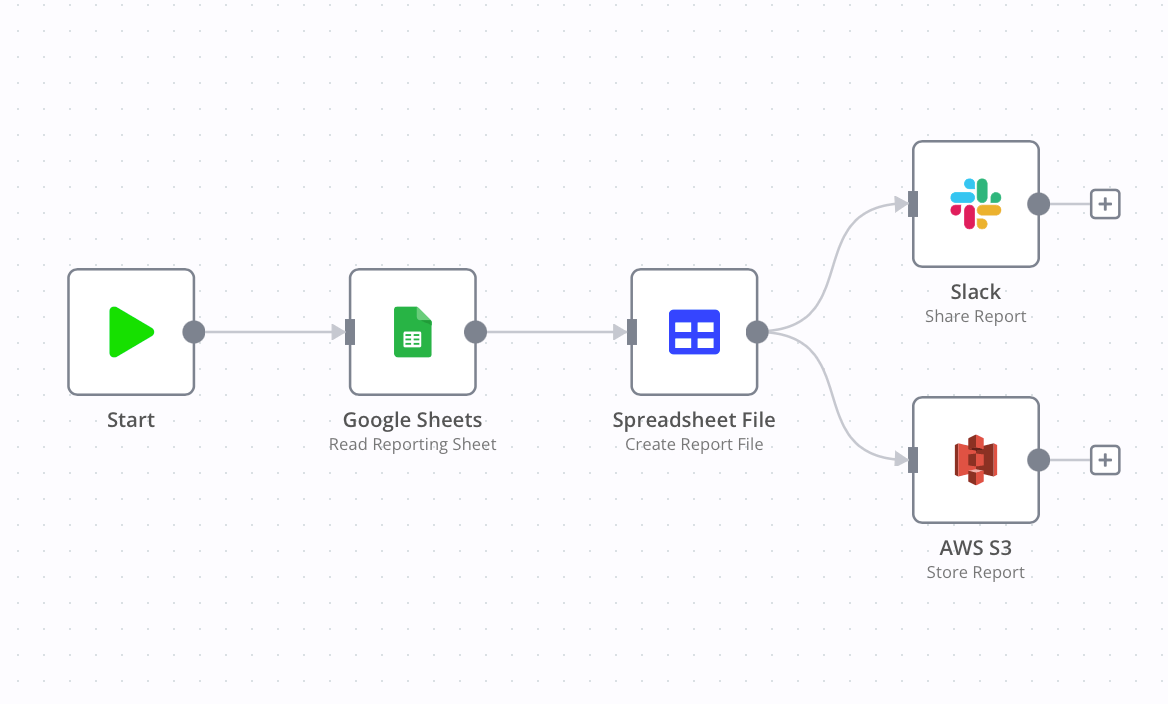 Start
Google Sheets
Read Reporting Sheet
Spreadsheet File
Create Report File
Slack
Share Report
AWS S3
Store Report